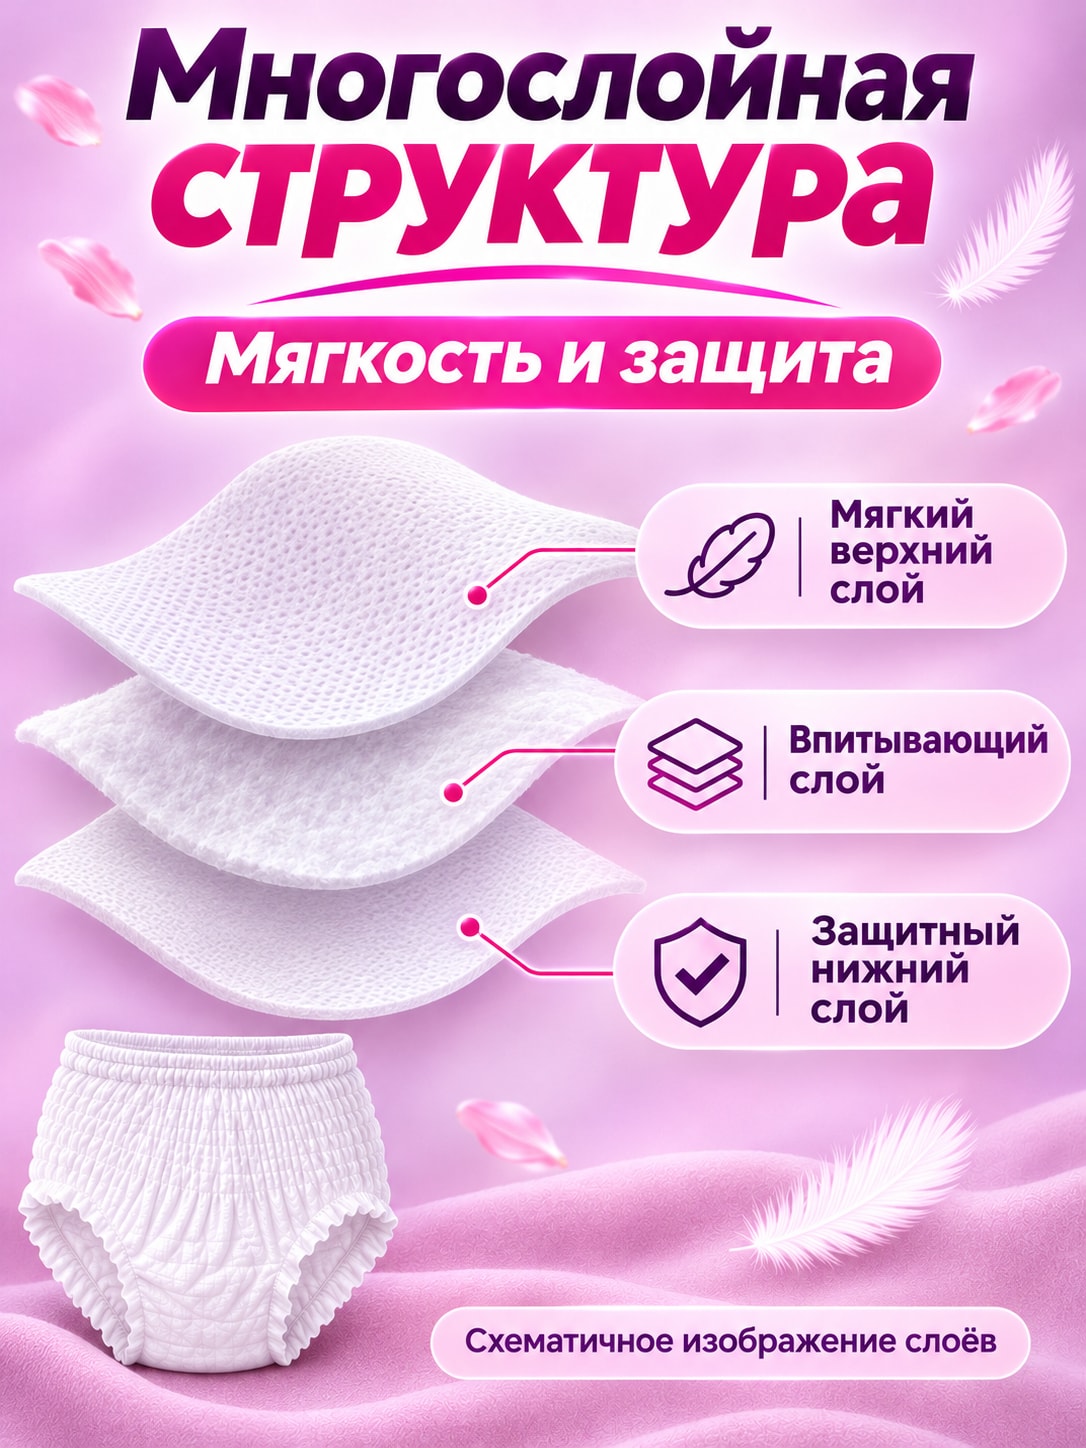 Многослойная
структура
Мягкость и защита
Мягкий
верхний
слой
Впитывающий
слой
Защитный
нижний
слой
Схематичное изображение слоёв